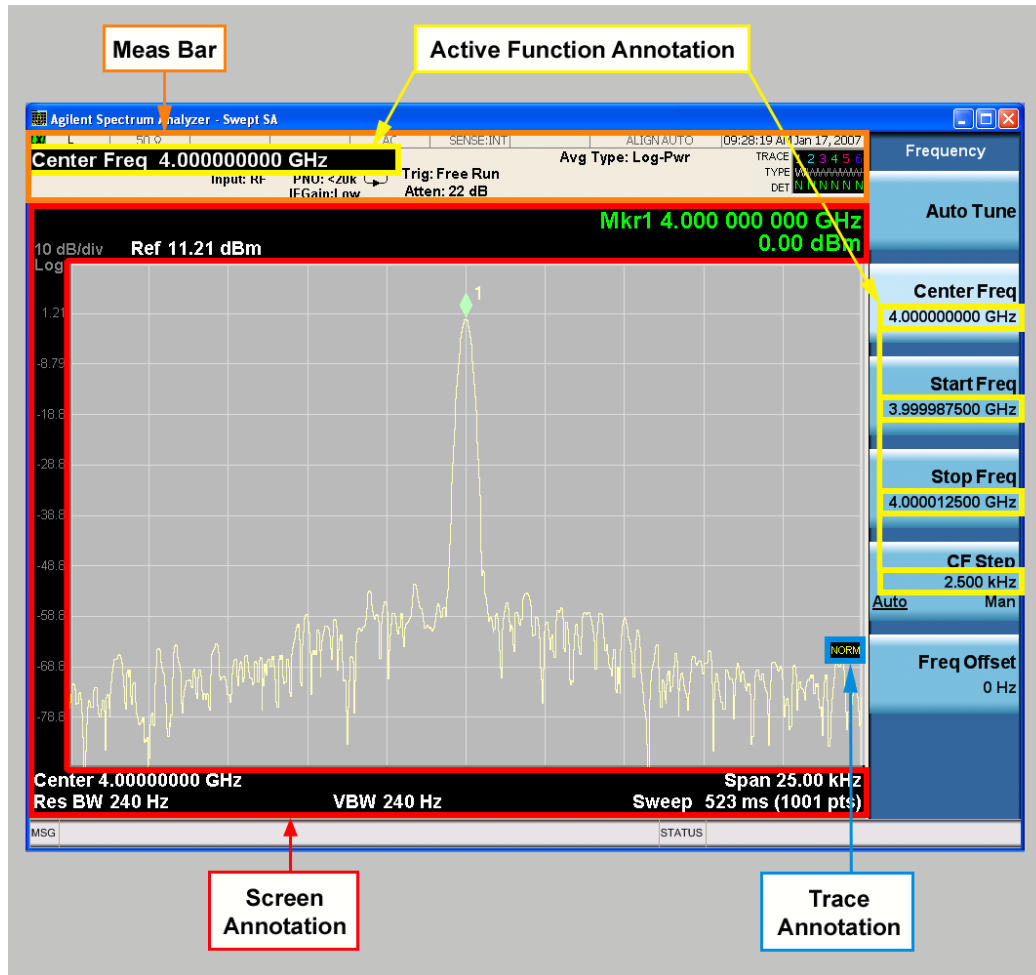 Meas Bar
Active Function Annotation
Agilent Spectrum Analyzer - Swept SA
L 50 Ω AC SENSE:INT ALIGN AUTO 09:28:19 AM Jan 17, 2007
Center Freq 4.000000000 GHz
Input: RF
PNO: <20k
IFGain:Low
Trig: Free Run
Atten: 22 dB
Avg Type: Log-Pwr
TRACE 1 2 3 4 5 6
TYPE
DET N N N N N N
Mkr1 4.000 000 000 GHz
0.00 dBm
10 dB/div Ref 11.21 dBm
Log
1
1.21
-8.79
-18.8
-28.8
-38.8
-48.8
-58.8
-68.8
-78.8
NORM
Center 4.00000000 GHz Span 25.00 kHz
Res BW 240 Hz VBW 240 Hz Sweep 523 ms (1001 pts)
MSG STATUS
Frequency
Auto Tune
Center Freq
4.000000000 GHz
Start Freq
3.999987500 GHz
Stop Freq
4.000012500 GHz
CF Step
2.500 kHz
Auto Man
Freq Offset
0 Hz
Screen
Annotation
Trace
Annotation